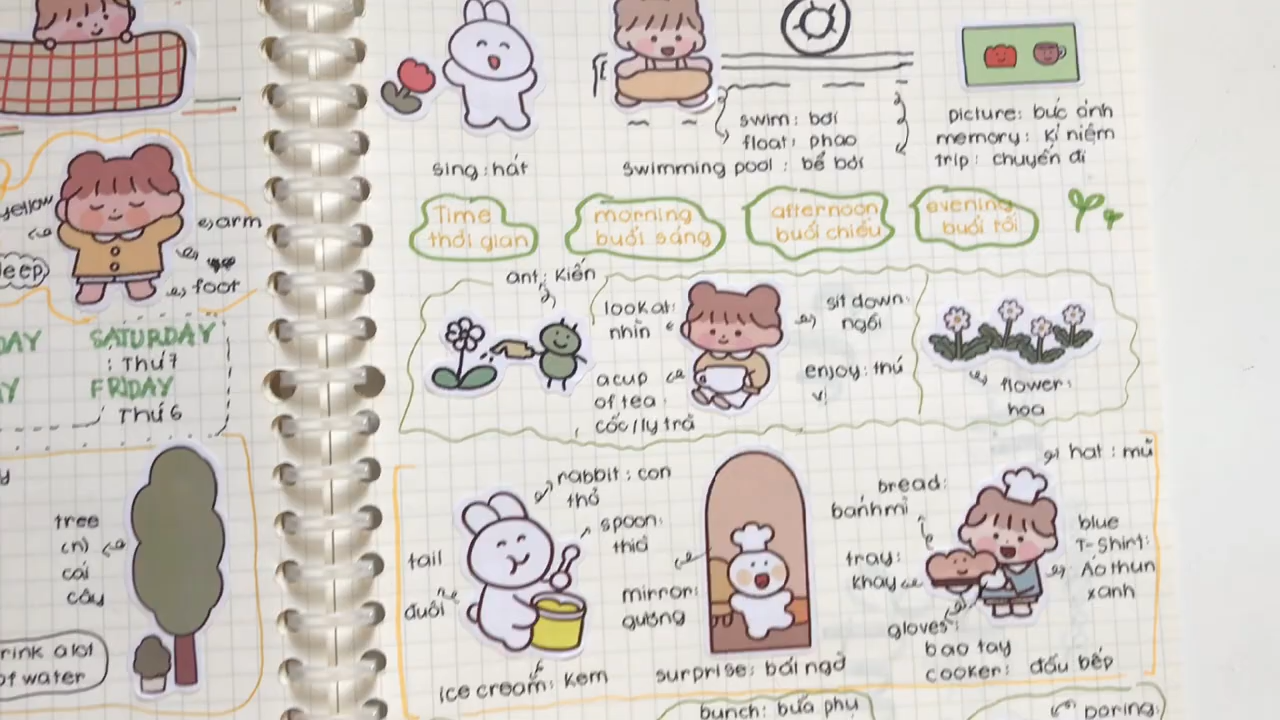 yellow
arm
foot
SATURDAY
: Thứ 7
FRIDAY
Thứ 6
tree
(n)
cái
cây
drink a lot
of water
sing : hát
swim : bơi
float : phao
swimming pool : bể bơi
picture : bức ảnh
memory : kỉ niệm
trip : chuyến đi
Time
thời gian
morning
buổi sáng
afternoon
buổi chiều
evening
buổi tối
ant : kiến
look at :
nhìn
a cup
of tea :
cốc / ly trà
sit down :
ngồi
enjoy : thú
vị
flower :
hoa
rabbit : con
thỏ
spoon :
thìa
tail
đuôi
ice cream : kem
mirron :
gương
surprise : bất ngờ
hat : mũ
bread :
bánh mì
tray :
khay
gloves :
bao tay
cooker : đầu bếp
blue
T-shirt :
Áo thun
xanh
bunch : bữa phụ
boring :